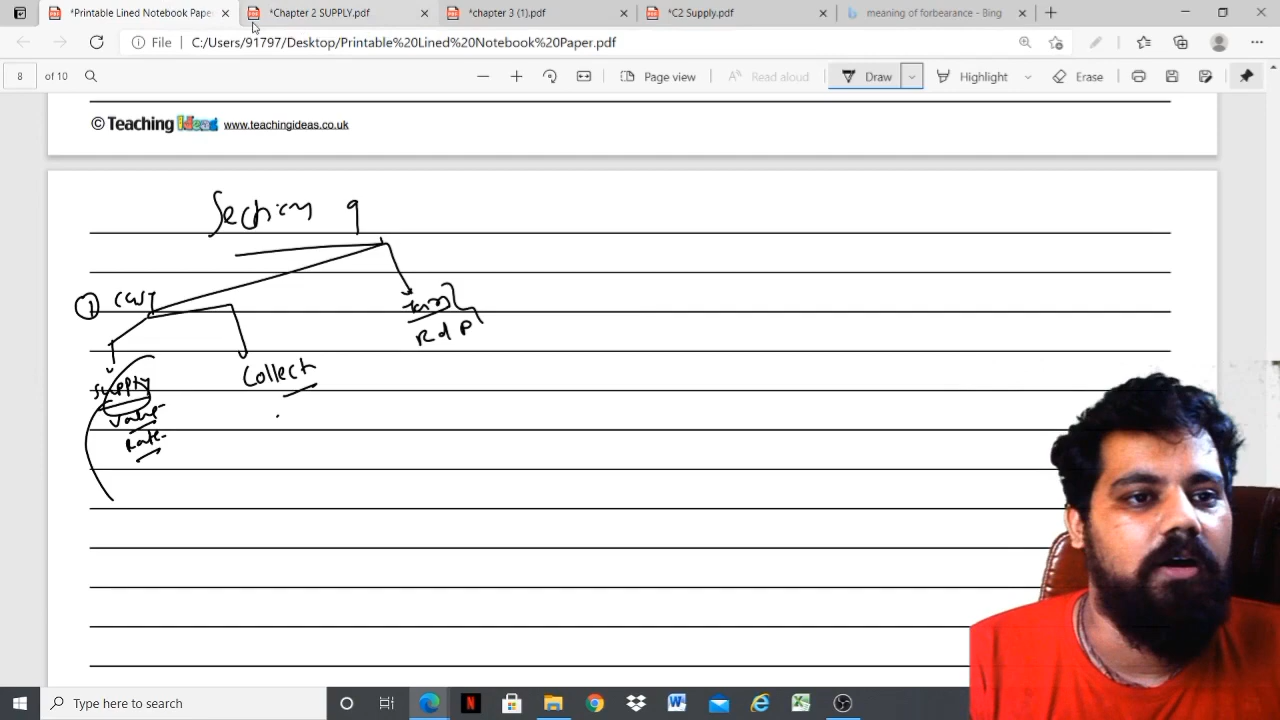 *Printable Lined Notebook Pape
*Chapter 2 SUPPLY.pdf
*chapter 3 (1).pdf
*C2 Supply.pdf
meaning of forbearance - Bing
File
C:/Users/91797/Desktop/Printable%20Lined%20Notebook%20Paper.pdf
8 of 10
Page view
Read aloud
Draw
Highlight
Erase
© Teaching Ideas www.teachingideas.co.uk
Section 9
1
Supply
Value
Rate
Collect
R d P
Type here to search